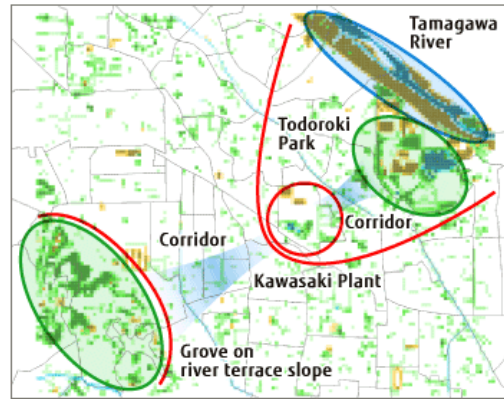 Tamagawa
River
Todoroki
Park
Corridor
Corridor
Kawasaki Plant
Grove on
river terrace slope